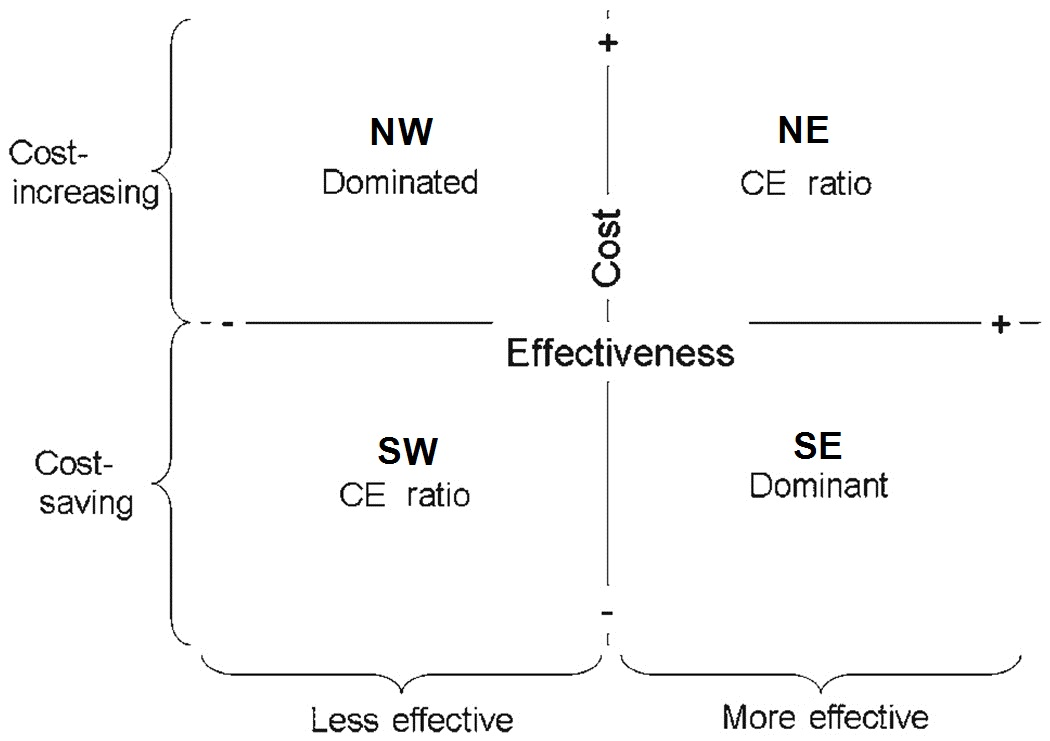 +
NW
NE
Cost-
increasing
Dominated
CE ratio
Cost
-
+
Effectiveness
SW
SE
Cost-
saving
CE ratio
Dominant
-
Less effective
More effective